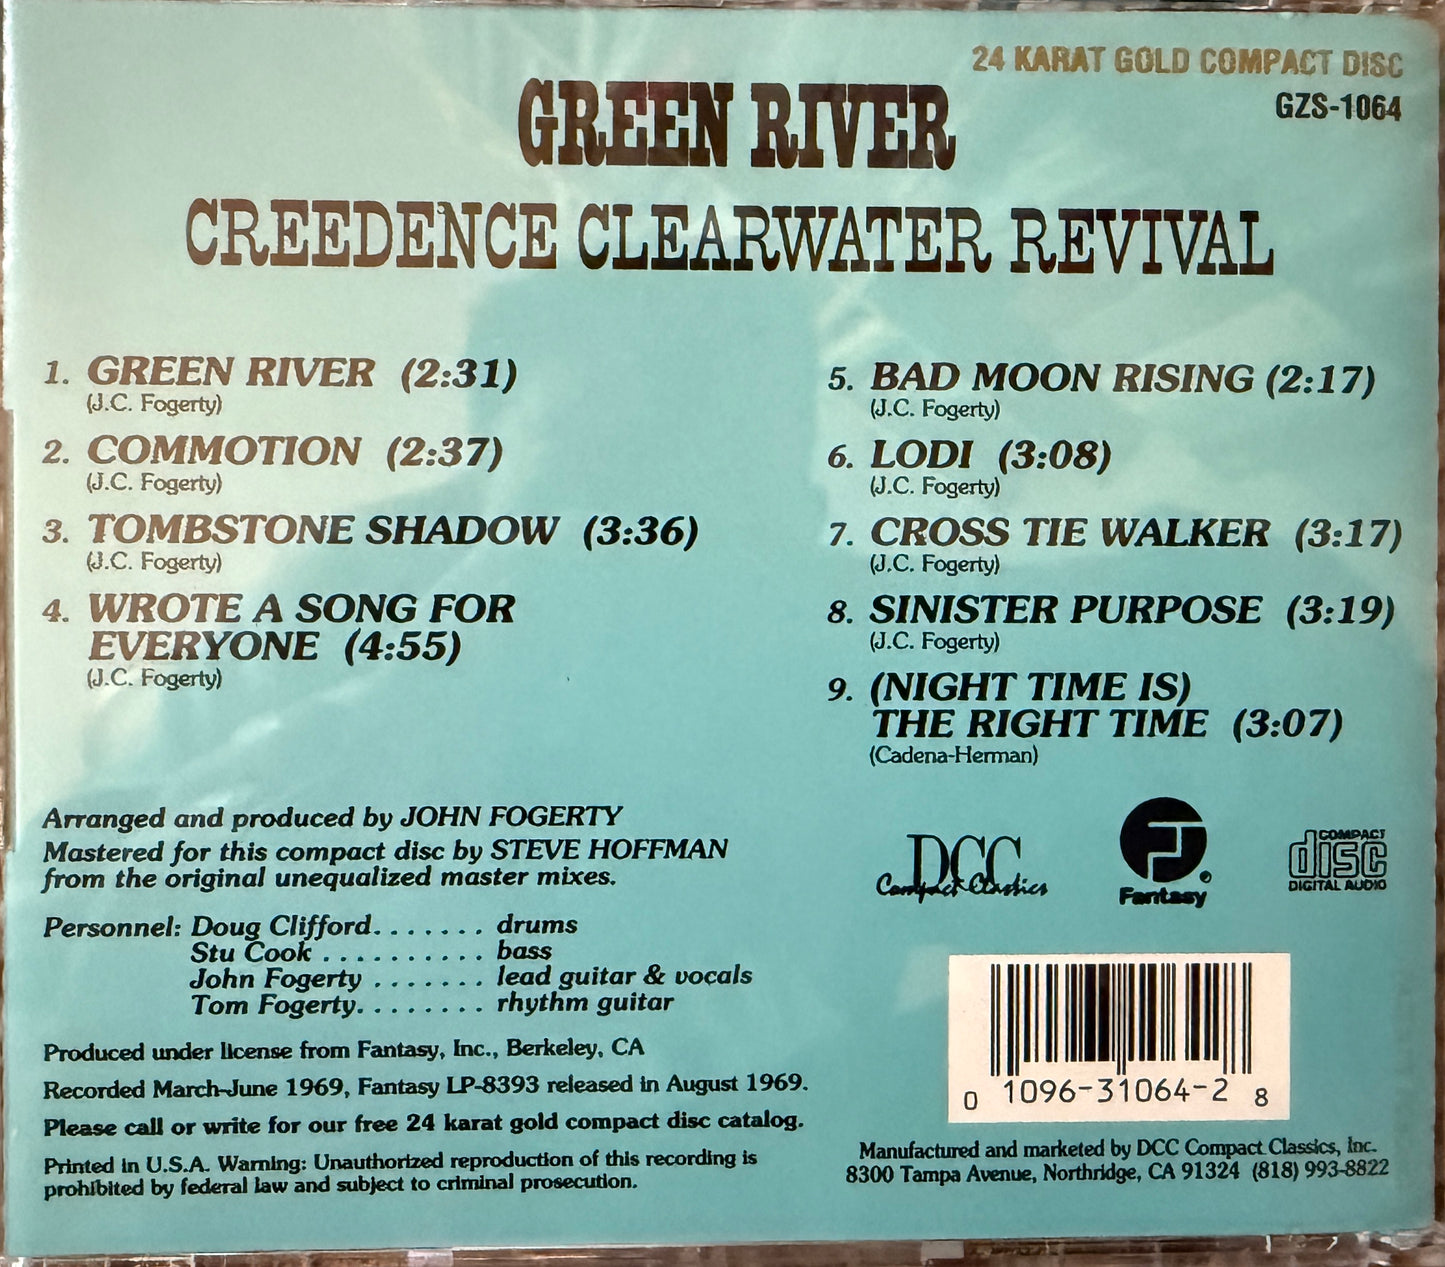 24 KARAT GOLD COMPACT DISC
GZS-1064
GREEN RIVER
CREEDENCE CLEARWATER REVIVAL
1. GREEN RIVER (2:31)
(J.C. Fogerty)
2. COMMOTION (2:37)
(J.C. Fogerty)
3. TOMBSTONE SHADOW (3:36)
(J.C. Fogerty)
4. WROTE A SONG FOR
EVERYONE (4:55)
(J.C. Fogerty)
5. BAD MOON RISING (2:17)
(J.C. Fogerty)
6. LODI (3:08)
(J.C. Fogerty)
7. CROSS TIE WALKER (3:17)
(J.C. Fogerty)
8. SINISTER PURPOSE (3:19)
(J.C. Fogerty)
9. (NIGHT TIME IS)
THE RIGHT TIME (3:07)
(Cadena-Herman)
Arranged and produced by JOHN FOGERTY
Mastered for this compact disc by STEVE HOFFMAN
from the original unequalized master mixes.
Personnel: Doug Clifford. . . . . . . drums
Stu Cook . . . . . . . . . . bass
John Fogerty . . . . . . . lead guitar & vocals
Tom Fogerty. . . . . . . . rhythm guitar
Produced under license from Fantasy, Inc., Berkeley, CA
Recorded March-June 1969, Fantasy LP-8393 released in August 1969.
Please call or write for our free 24 karat gold compact disc catalog.
Printed in U.S.A. Warning: Unauthorized reproduction of this recording is
prohibited by federal law and subject to criminal prosecution.
DCC
Compact Classics
Fantasy
COMPACT
disc
DIGITAL AUDIO
0 1096-31064-2 8
Manufactured and marketed by DCC Compact Classics, Inc.
8300 Tampa Avenue, Northridge, CA 91324 (818) 993-8822